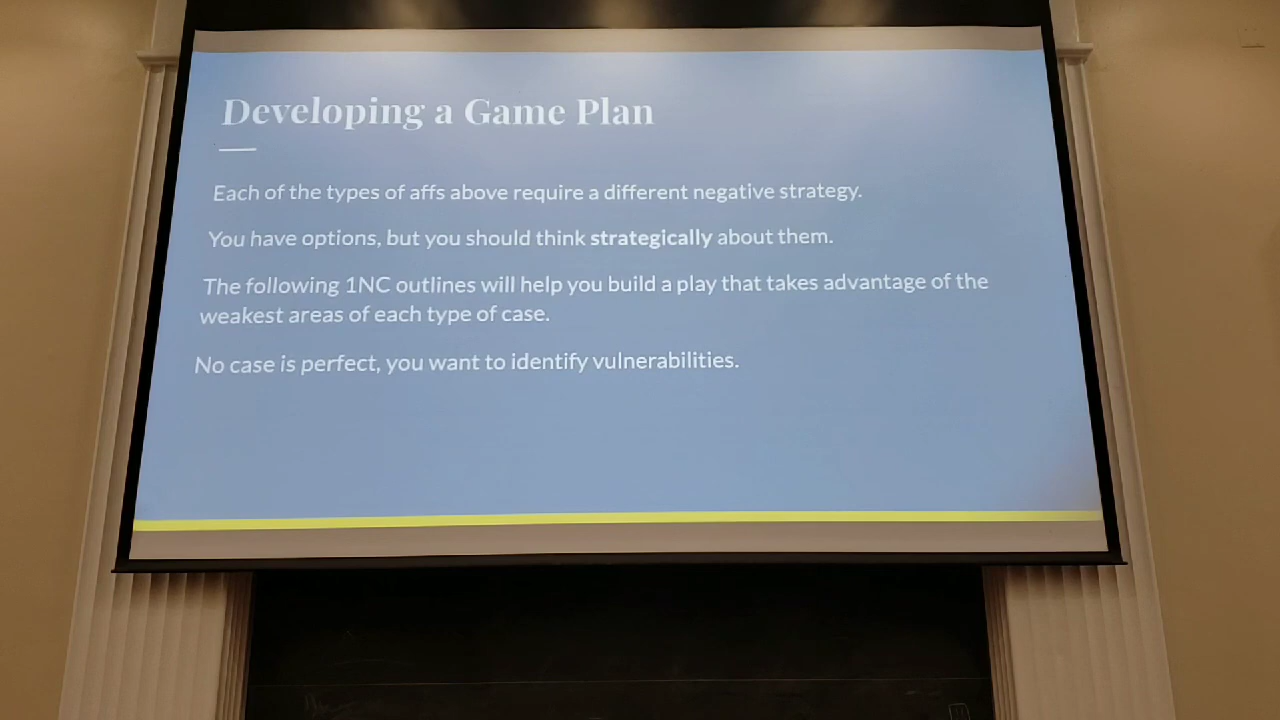 Developing a Game Plan
Each of the types of affs above require a different negative strategy.
You have options, but you should think strategically about them.
The following 1NC outlines will help you build a play that takes advantage of the
weakest areas of each type of case.
No case is perfect, you want to identify vulnerabilities.